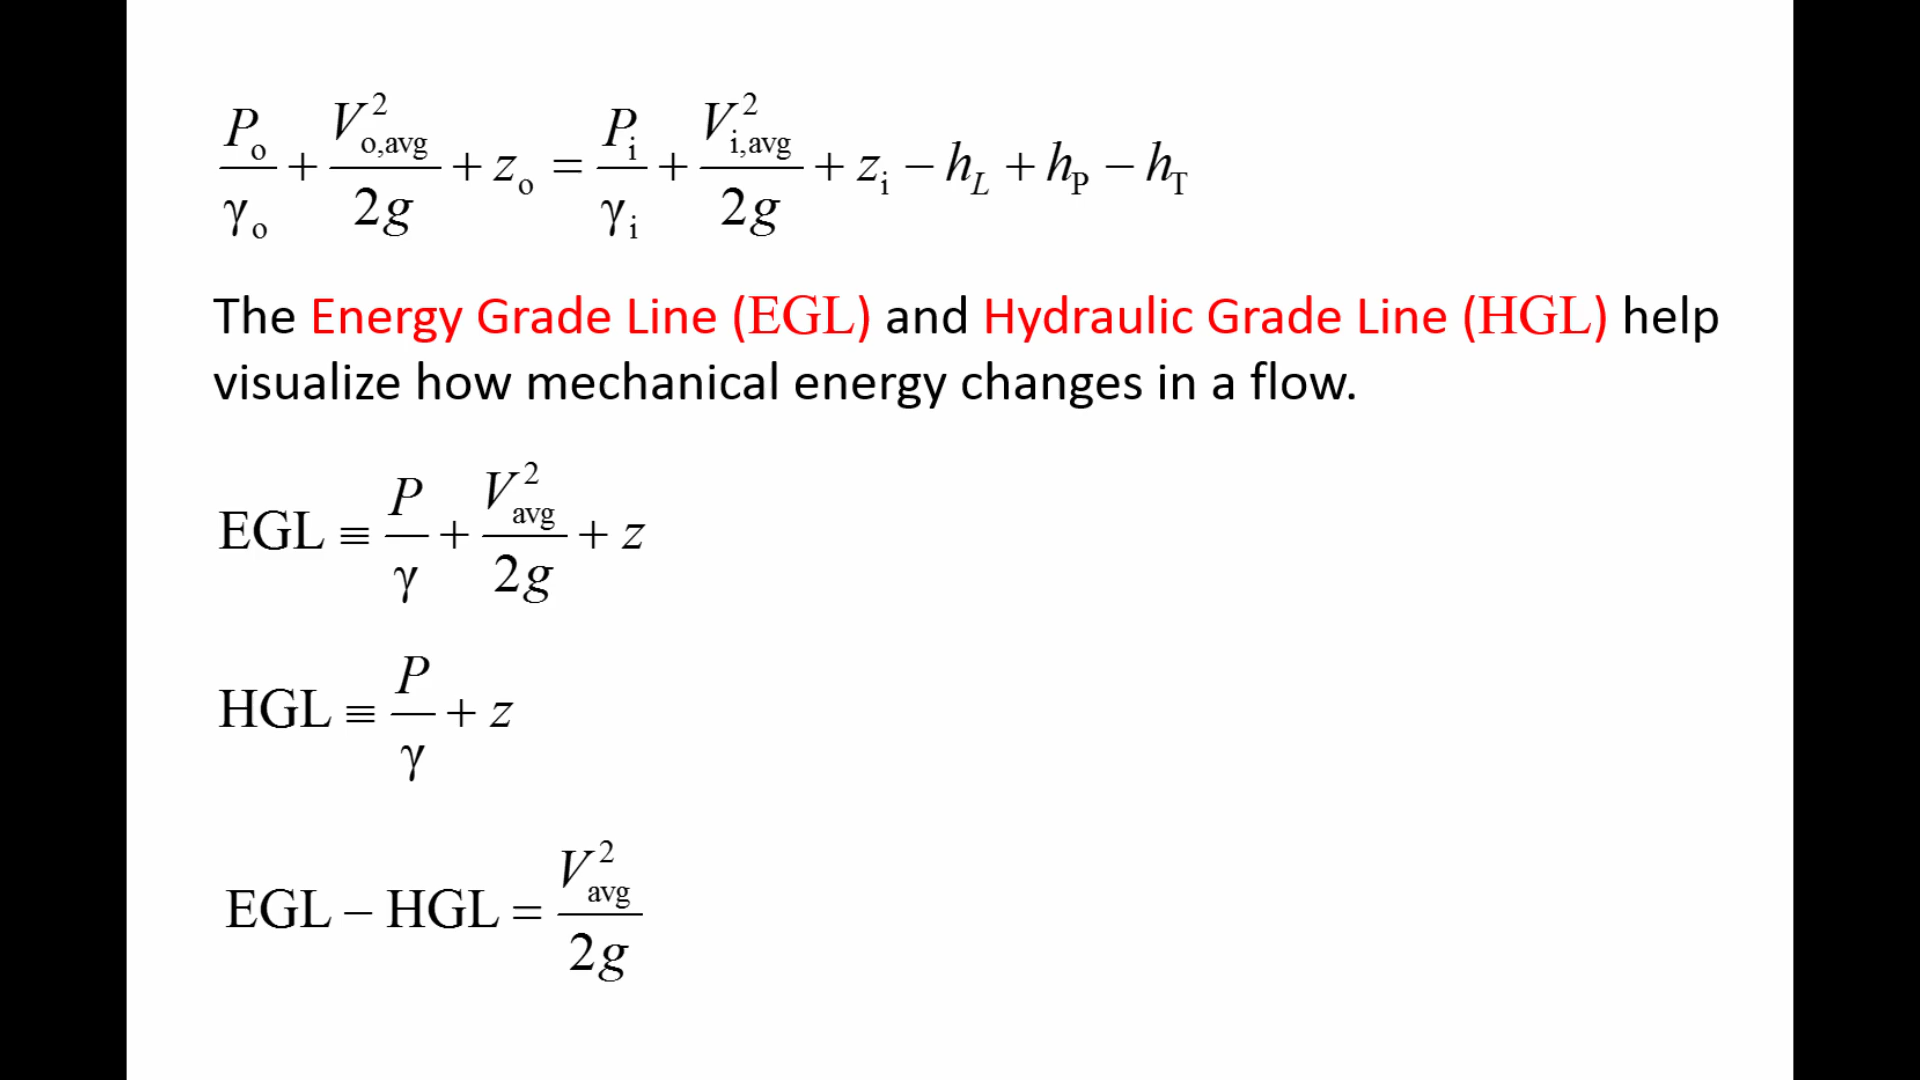 P_o/γ_o + V²_o,avg/2g + z_o = P_i/γ_i + V²_i,avg/2g + z_i − h_L + h_P − h_T
The Energy Grade Line (EGL) and Hydraulic Grade Line (HGL) help
visualize how mechanical energy changes in a flow.
EGL ≡ P/γ + V²_avg/2g + z
HGL ≡ P/γ + z
EGL − HGL = V²_avg/2g